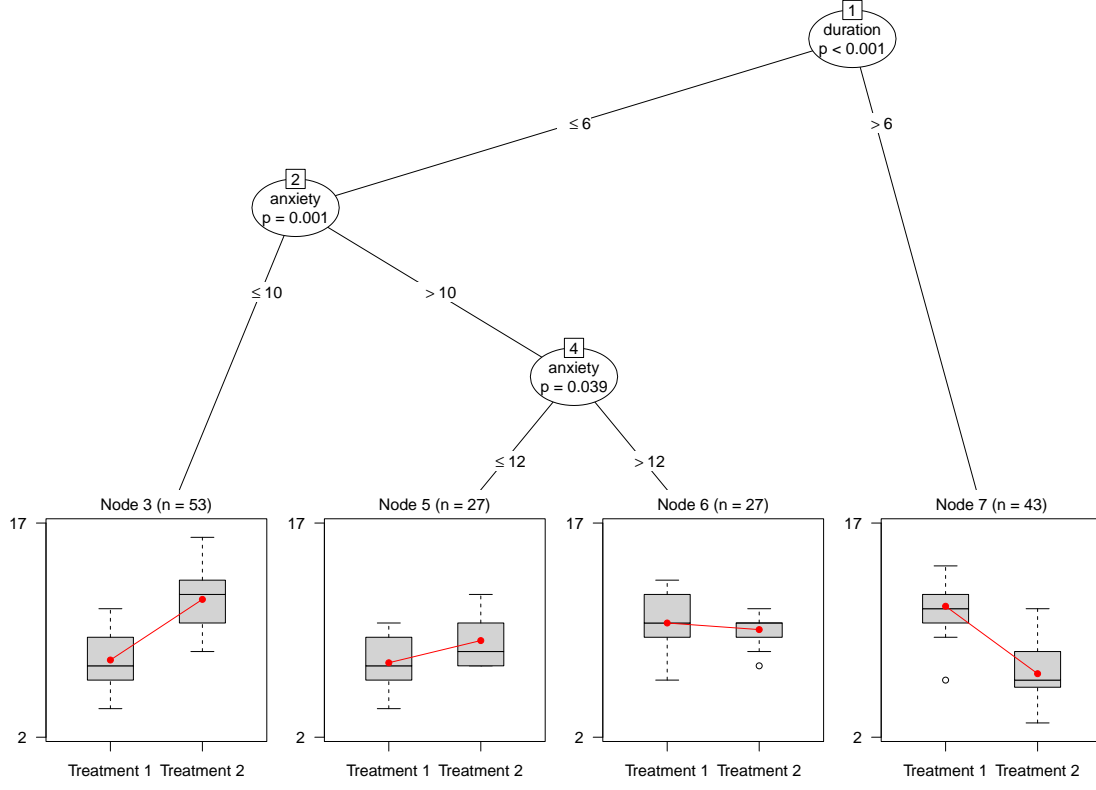 1
duration
p < 0.001
≤ 6
> 6
2
anxiety
p = 0.001
≤ 10
> 10
4
anxiety
p = 0.039
≤ 12
> 12
Node 3 (n = 53)
17
2
Treatment 1 Treatment 2
Node 5 (n = 27)
17
2
Treatment 1 Treatment 2
Node 6 (n = 27)
17
2
Treatment 1 Treatment 2
Node 7 (n = 43)
17
2
Treatment 1 Treatment 2